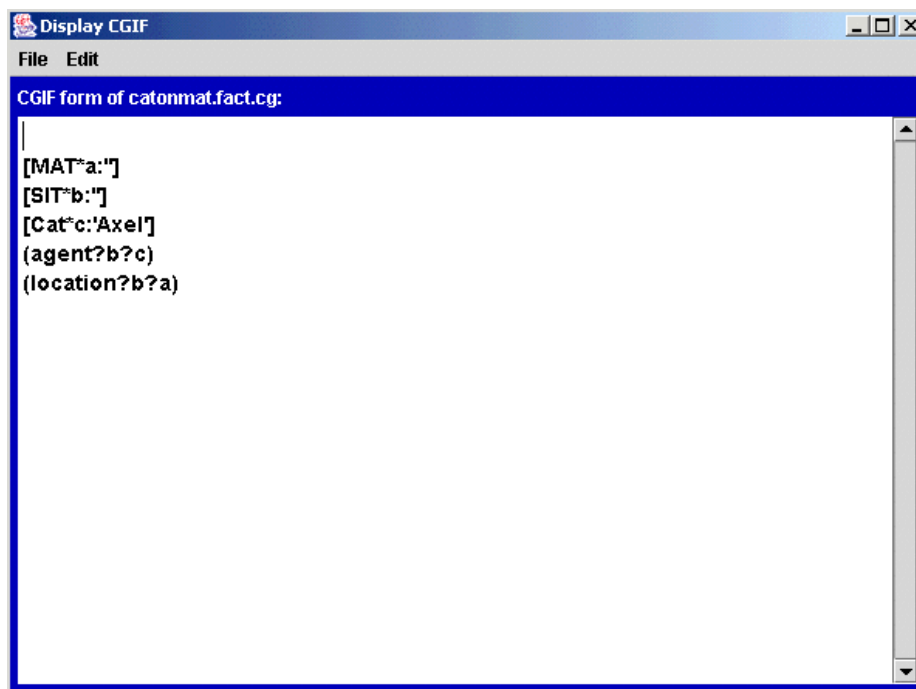 Display CGIF
File Edit
CGIF form of catonmat.fact.cg:
[MAT*a:'']
[SIT*b:'']
[Cat*c:'Axel']
(agent?b?c)
(location?b?a)